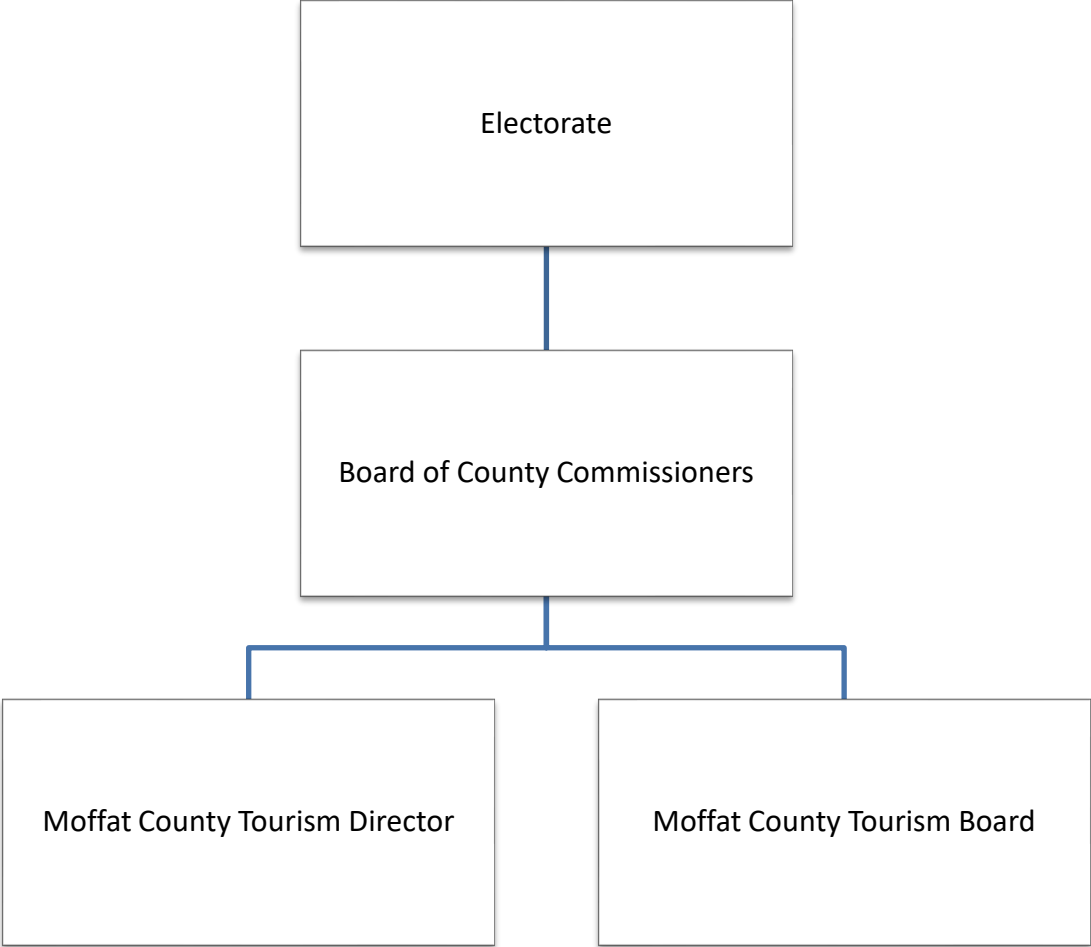 Electorate
Board of County Commissioners
Moffat County Tourism Director
Moffat County Tourism Board